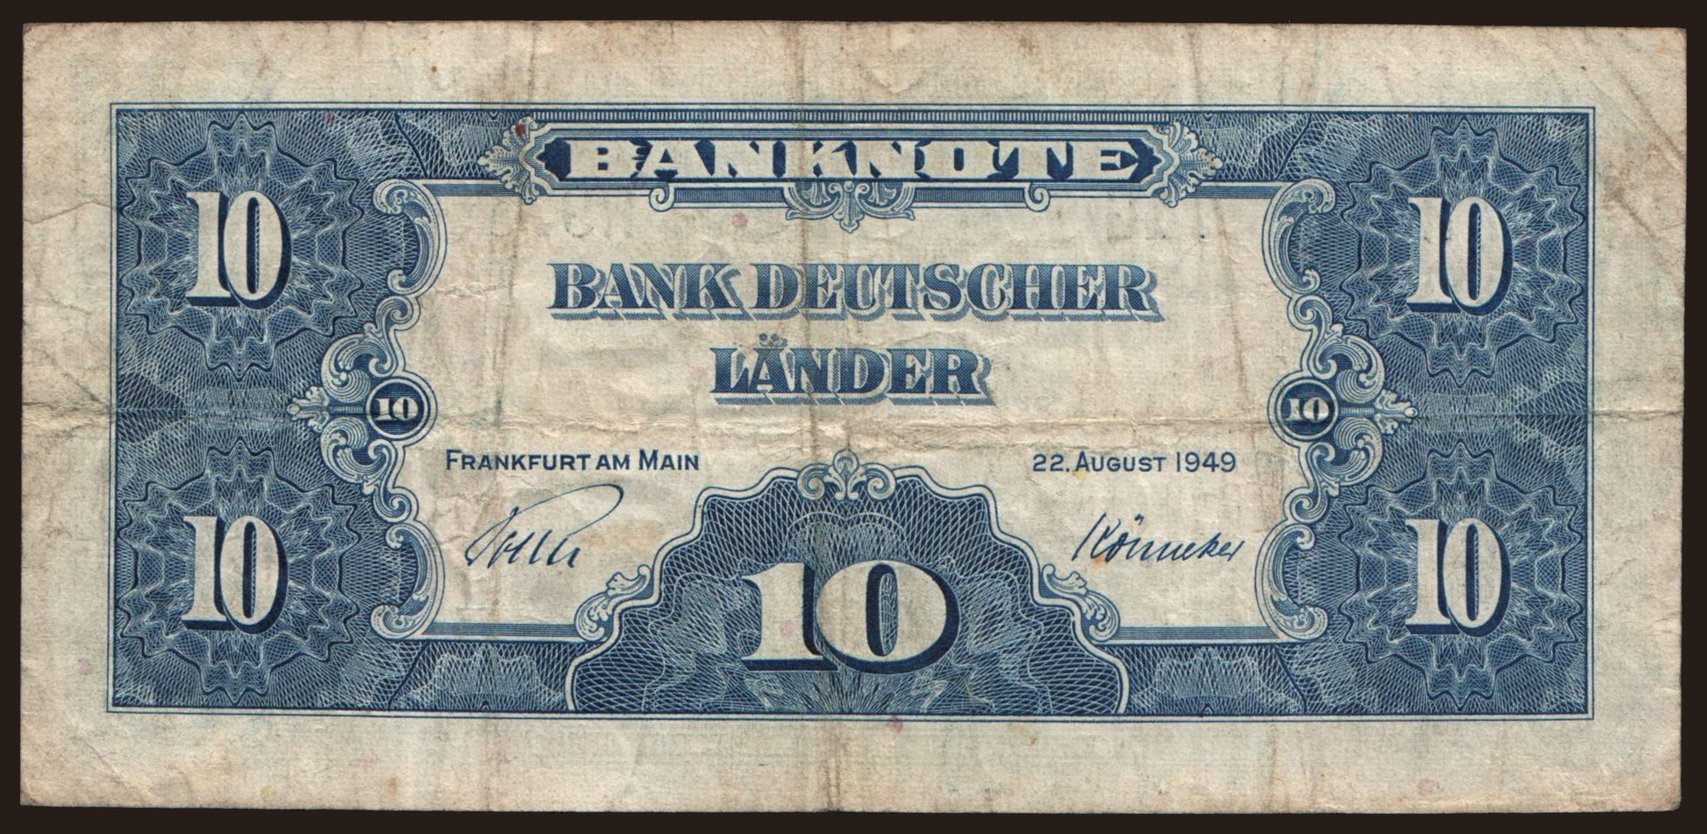 BANKNOTE
10 10
BANK DEUTSCHER
LÄNDER
10 10
FRANKFURT AM MAIN 22. AUGUST 1949
10 10 10